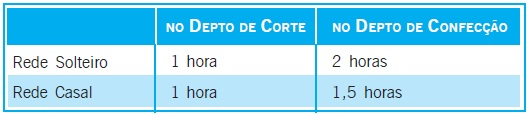 NO DEPTO DE CORTE NO DEPTO DE CONFECÇÃO
Rede Solteiro 1 hora 2 horas
Rede Casal 1 hora 1,5 horas